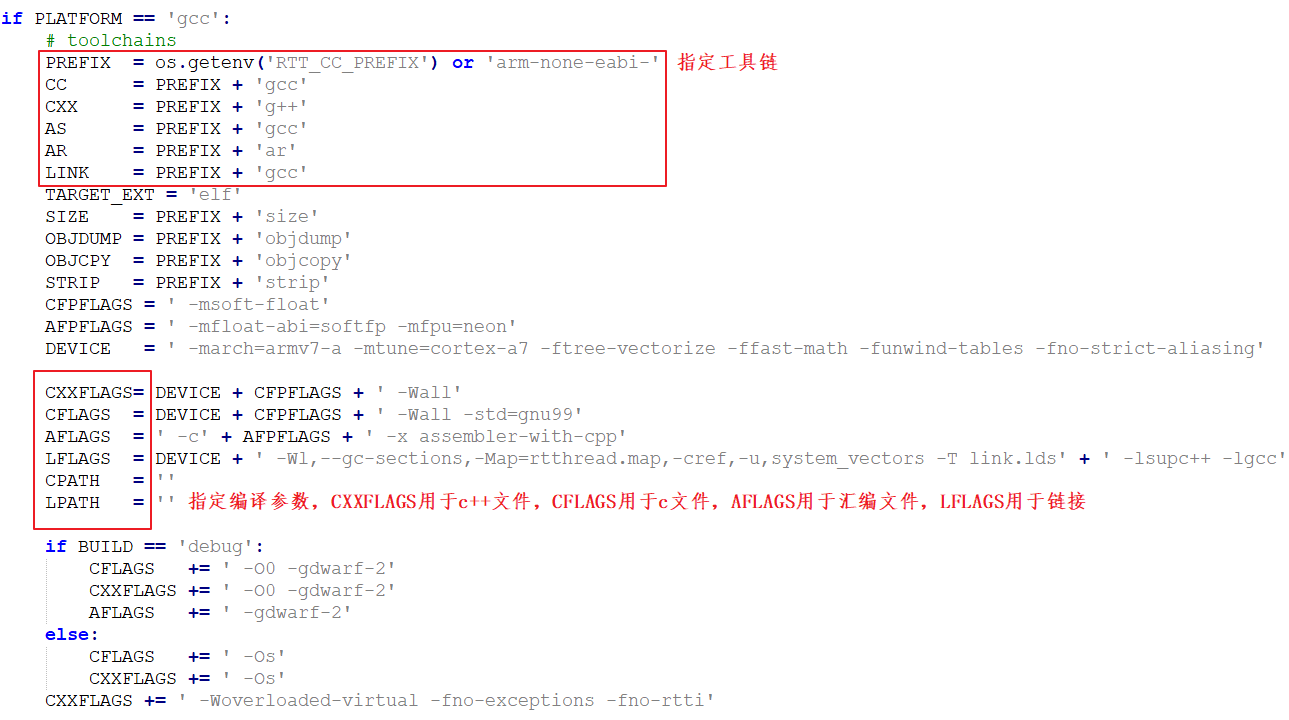 if PLATFORM == 'gcc':
    # toolchains
    PREFIX  = os.getenv('RTT_CC_PREFIX') or 'arm-none-eabi-' 指定工具链
    CC      = PREFIX + 'gcc'
    CXX     = PREFIX + 'g++'
    AS      = PREFIX + 'gcc'
    AR      = PREFIX + 'ar'
    LINK    = PREFIX + 'gcc'
    TARGET_EXT = 'elf'
    SIZE    = PREFIX + 'size'
    OBJDUMP = PREFIX + 'objdump'
    OBJCPY  = PREFIX + 'objcopy'
    STRIP   = PREFIX + 'strip'
    CFPFLAGS = ' -msoft-float'
    AFPFLAGS = ' -mfloat-abi=softfp -mfpu=neon'
    DEVICE   = ' -march=armv7-a -mtune=cortex-a7 -ftree-vectorize -ffast-math -funwind-tables -fno-strict-aliasing'
    CXXFLAGS= DEVICE + CFPFLAGS + ' -Wall'
    CFLAGS  = DEVICE + CFPFLAGS + ' -Wall -std=gnu99'
    AFLAGS  = ' -c' + AFPFLAGS + ' -x assembler-with-cpp'
    LFLAGS  = DEVICE + ' -Wl,--gc-sections,-Map=rtthread.map,-cref,-u,system_vectors -T link.lds' + ' -lsupc++ -lgcc'
    CPATH   = ''
    LPATH   = '' 指定编译参数，CXXFLAGS用于c++文件，CFLAGS用于c文件，AFLAGS用于汇编文件，LFLAGS用于链接
    if BUILD == 'debug':
        CFLAGS   += ' -O0 -gdwarf-2'
        CXXFLAGS += ' -O0 -gdwarf-2'
        AFLAGS   += ' -gdwarf-2'
    else:
        CFLAGS   += ' -Os'
        CXXFLAGS += ' -Os'
    CXXFLAGS += ' -Woverloaded-virtual -fno-exceptions -fno-rtti'